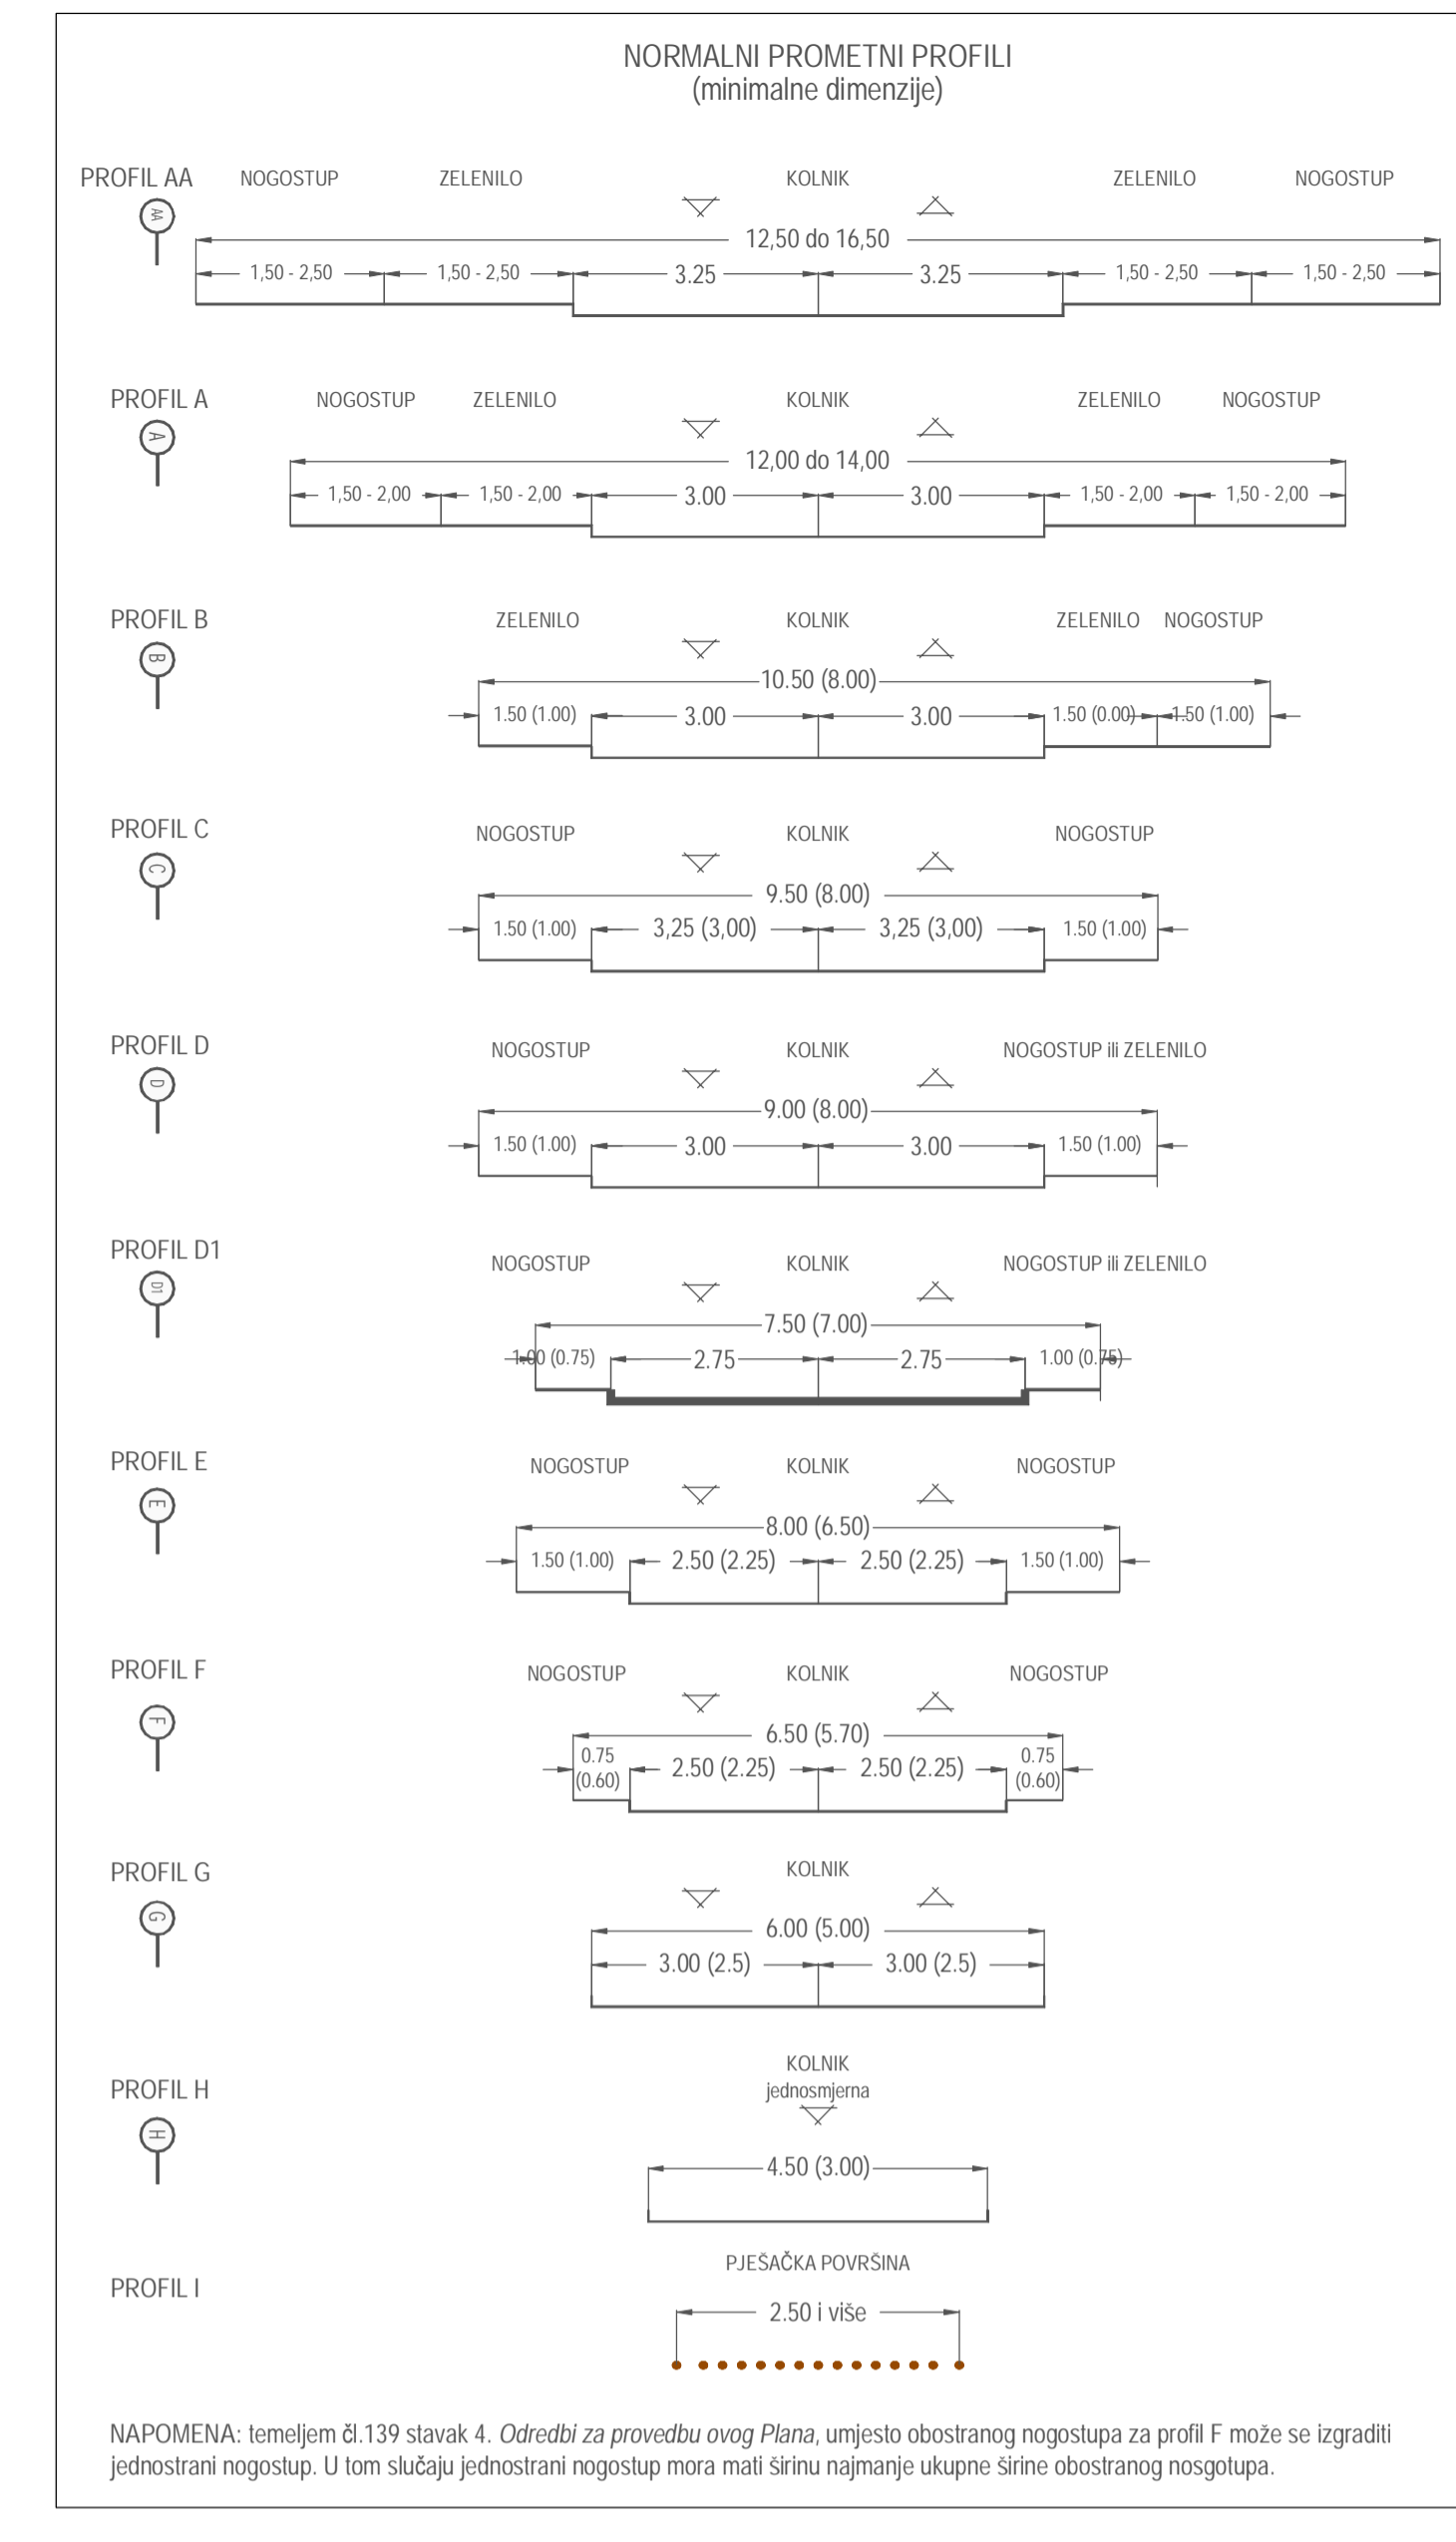 NORMALNI PROMETNI PROFILI
(minimalne dimenzije)
PROFIL AA NOGOSTUP ZELENILO KOLNIK ZELENILO NOGOSTUP
AA
12,50 do 16,50
1,50 - 2,50 1,50 - 2,50 3.25 3.25 1,50 - 2,50 1,50 - 2,50
PROFIL A NOGOSTUP ZELENILO KOLNIK ZELENILO NOGOSTUP
A
12,00 do 14,00
1,50 - 2,00 1,50 - 2,00 3.00 3.00 1,50 - 2,00 1,50 - 2,00
PROFIL B ZELENILO KOLNIK ZELENILO NOGOSTUP
B
10.50 (8.00)
1.50 (1.00) 3.00 3.00 1.50 (0.00) 1.50 (1.00)
PROFIL C NOGOSTUP KOLNIK NOGOSTUP
C
9.50 (8.00)
1.50 (1.00) 3,25 (3,00) 3,25 (3,00) 1.50 (1.00)
PROFIL D NOGOSTUP KOLNIK NOGOSTUP ili ZELENILO
D
9.00 (8.00)
1.50 (1.00) 3.00 3.00 1.50 (1.00)
PROFIL D1 NOGOSTUP KOLNIK NOGOSTUP ili ZELENILO
D1
7.50 (7.00)
1.00 (0.75) 2.75 2.75 1.00 (0.75)
PROFIL E NOGOSTUP KOLNIK NOGOSTUP
E
8.00 (6.50)
1.50 (1.00) 2.50 (2.25) 2.50 (2.25) 1.50 (1.00)
PROFIL F NOGOSTUP KOLNIK NOGOSTUP
F
6.50 (5.70)
0.75 (0.60) 2.50 (2.25) 2.50 (2.25) 0.75 (0.60)
PROFIL G KOLNIK
G
6.00 (5.00)
3.00 (2.5) 3.00 (2.5)
KOLNIK
PROFIL H jednosmjerna
H
4.50 (3.00)
PJEŠAČKA POVRŠINA
PROFIL I
2.50 i više
NAPOMENA: temeljem čl.139 stavak 4. Odredbi za provedbu ovog Plana, umjesto obostranog nogostupa za profil F može se izgraditi
jednostrani nogostup. U tom slučaju jednostrani nogostup mora mati širinu najmanje ukupne širine obostranog nosgotupa.